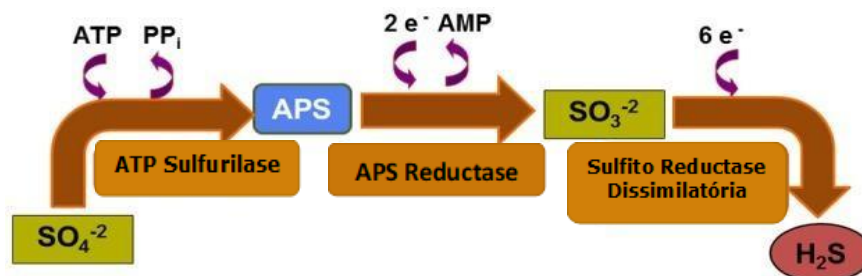 ATP PPi
2 e⁻ AMP
6 e⁻
APS
SO₃⁻²
ATP Sulfurilase
APS Reductase
Sulfito Reductase
Dissimilatória
SO₄⁻²
H₂S